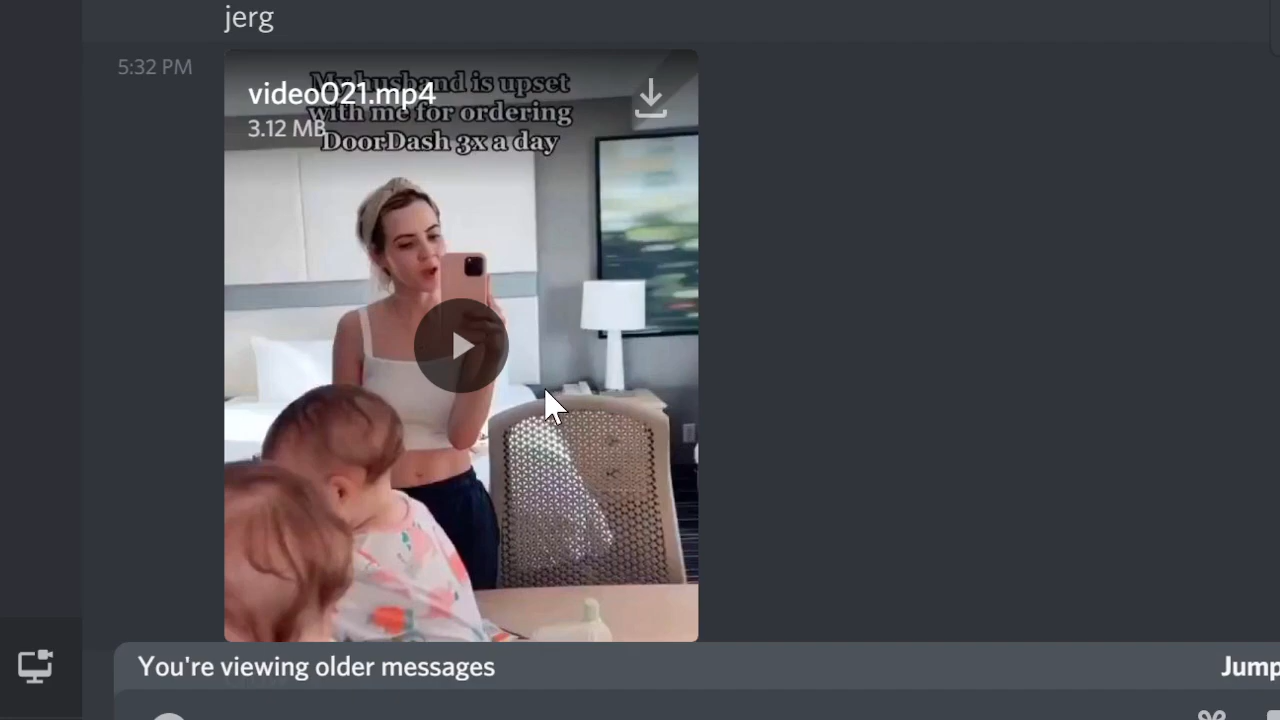 jerg
5:32 PM
My husband is upset
video021.mp4
with me for ordering
3.12 MB
DoorDash 3x a day
You're viewing older messages
Jump